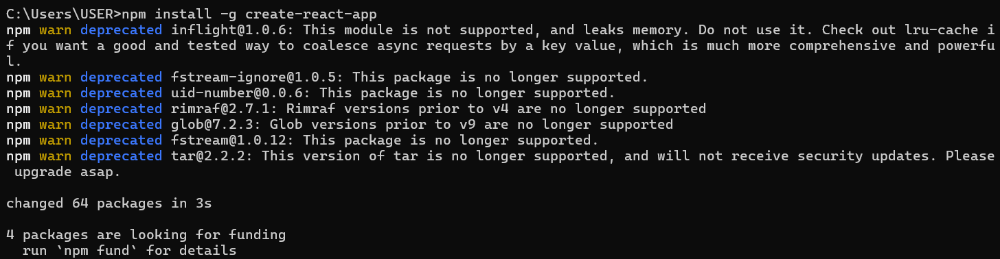 C:\Users\USER>npm install -g create-react-app
npm warn deprecated inflight@1.0.6: This module is not supported, and leaks memory. Do not use it. Check out lru-cache i
f you want a good and tested way to coalesce async requests by a key value, which is much more comprehensive and powerfu
l.
npm warn deprecated fstream-ignore@1.0.5: This package is no longer supported.
npm warn deprecated uid-number@0.0.6: This package is no longer supported.
npm warn deprecated rimraf@2.7.1: Rimraf versions prior to v4 are no longer supported
npm warn deprecated glob@7.2.3: Glob versions prior to v9 are no longer supported
npm warn deprecated fstream@1.0.12: This package is no longer supported.
npm warn deprecated tar@2.2.2: This version of tar is no longer supported, and will not receive security updates. Please
 upgrade asap.

changed 64 packages in 3s

4 packages are looking for funding
  run `npm fund` for details